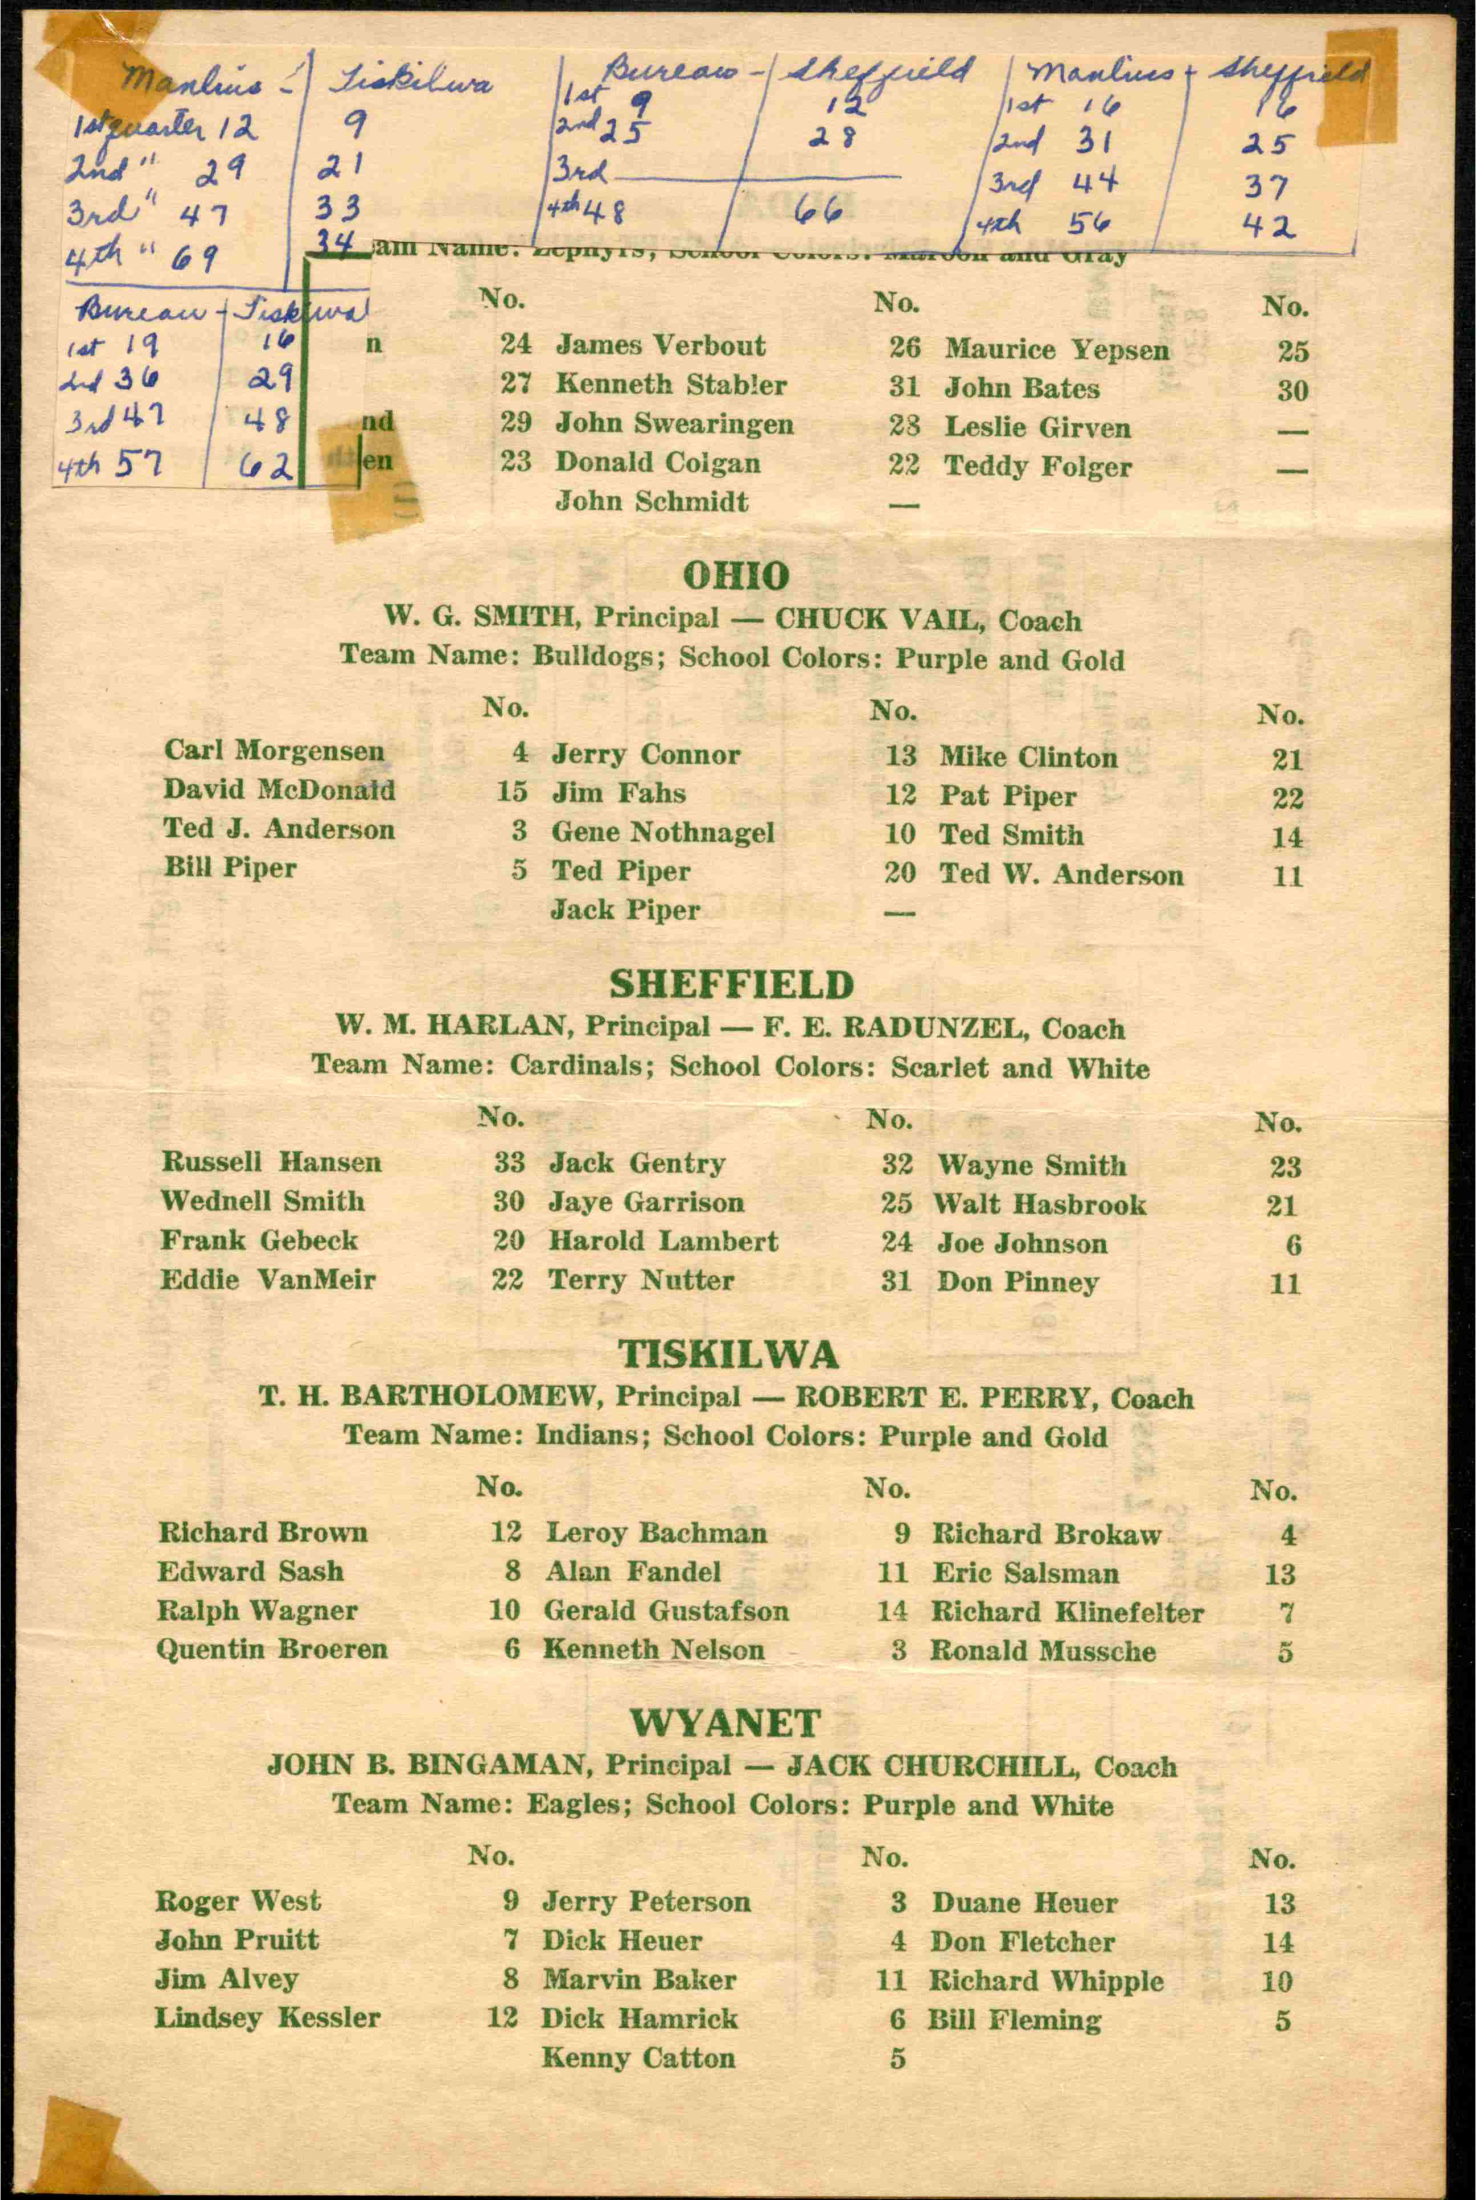 Manlius - Tiskilwa
1st quarter 12 9
2nd " 29 21
3rd " 47 33
4th " 69 34
Bureau - Sheffield
1st 9 12
2nd 25 28
3rd
4th 48 66
Manlius - Sheffield
1st 16 16
2nd 31 25
3rd 44 37
4th 56 42
Bureau - Tiskilwa
1st 19 16
2nd 36 29
3rd 47 48
4th 57 62
am Name: Zephyrs; School Colors: Maroon and Gray
No. No. No.
n 24 James Verbout 26 Maurice Yepsen 25
27 Kenneth Stabler 31 John Bates 30
nd 29 John Swearingen 28 Leslie Girven —
en 23 Donald Colgan 22 Teddy Folger —
John Schmidt —
OHIO
W. G. SMITH, Principal — CHUCK VAIL, Coach
Team Name: Bulldogs; School Colors: Purple and Gold
No. No. No.
Carl Morgensen 4 Jerry Connor 13 Mike Clinton 21
David McDonald 15 Jim Fahs 12 Pat Piper 22
Ted J. Anderson 3 Gene Nothnagel 10 Ted Smith 14
Bill Piper 5 Ted Piper 20 Ted W. Anderson 11
Jack Piper —
SHEFFIELD
W. M. HARLAN, Principal — F. E. RADUNZEL, Coach
Team Name: Cardinals; School Colors: Scarlet and White
No. No. No.
Russell Hansen 33 Jack Gentry 32 Wayne Smith 23
Wednell Smith 30 Jaye Garrison 25 Walt Hasbrook 21
Frank Gebeck 20 Harold Lambert 24 Joe Johnson 6
Eddie VanMeir 22 Terry Nutter 31 Don Pinney 11
TISKILWA
T. H. BARTHOLOMEW, Principal — ROBERT E. PERRY, Coach
Team Name: Indians; School Colors: Purple and Gold
No. No. No.
Richard Brown 12 Leroy Bachman 9 Richard Brokaw 4
Edward Sash 8 Alan Fandel 11 Eric Salsman 13
Ralph Wagner 10 Gerald Gustafson 14 Richard Klinefelter 7
Quentin Broeren 6 Kenneth Nelson 3 Ronald Mussche 5
WYANET
JOHN B. BINGAMAN, Principal — JACK CHURCHILL, Coach
Team Name: Eagles; School Colors: Purple and White
No. No. No.
Roger West 9 Jerry Peterson 3 Duane Heuer 13
John Pruitt 7 Dick Heuer 4 Don Fletcher 14
Jim Alvey 8 Marvin Baker 11 Richard Whipple 10
Lindsey Kessler 12 Dick Hamrick 6 Bill Fleming 5
Kenny Catton 5